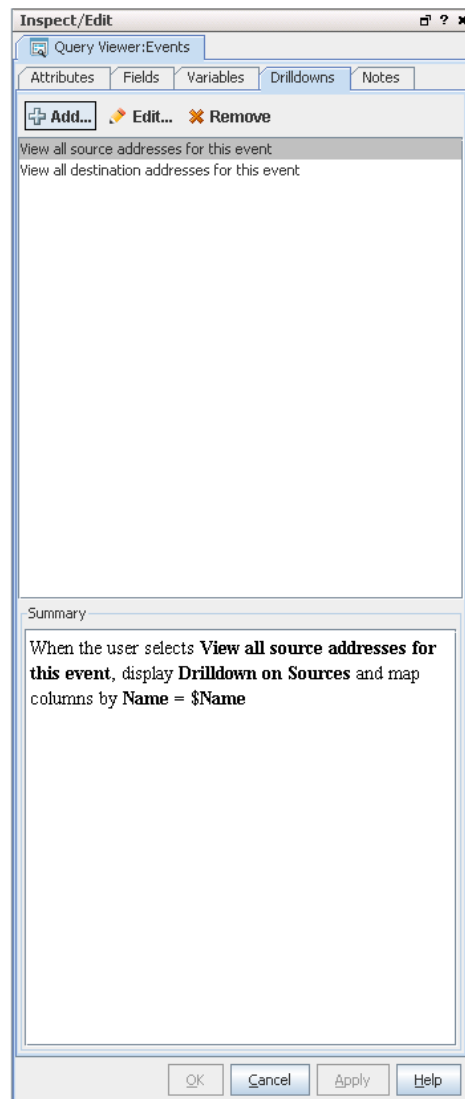 Inspect/Edit ?
Query Viewer:Events
Attributes Fields Variables Drilldowns Notes
Add... Edit... Remove
View all source addresses for this event
View all destination addresses for this event
Summary
When the user selects View all source addresses for
this event, display Drilldown on Sources and map
columns by Name = $Name
OK Cancel Apply Help